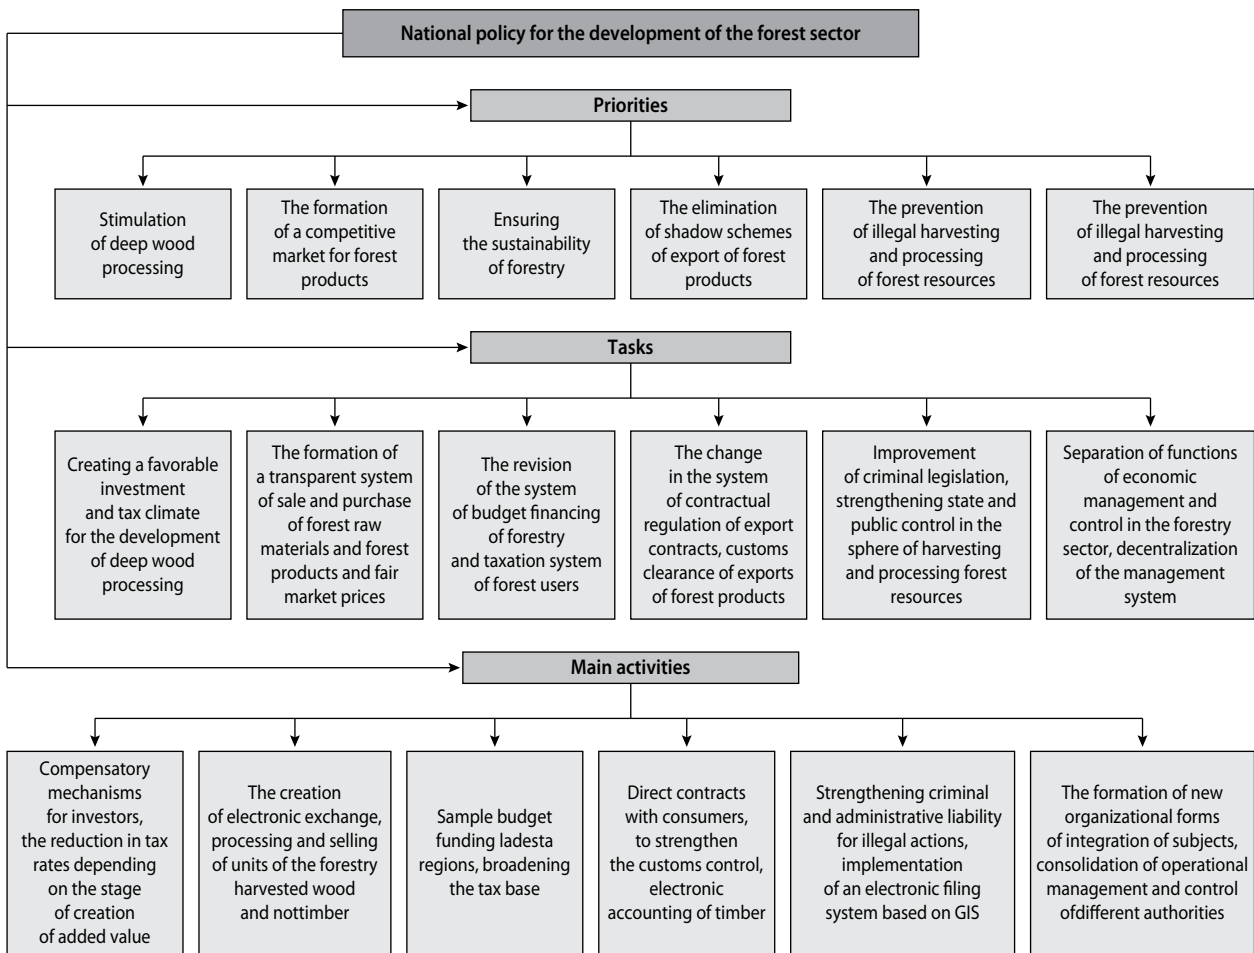 National policy for the development of the forest sector
Priorities
Stimulation
of deep wood
processing
The formation
of a competitive
market for forest
products
Ensuring
the sustainability
of forestry
The elimination
of shadow schemes
of export of forest
products
The prevention
of illegal harvesting
and processing
of forest resources
The prevention
of illegal harvesting
and processing
of forest resources
Tasks
Creating a favorable
investment
and tax climate
for the development
of deep wood
processing
The formation of
a transparent system
of sale and purchase
of forest raw
materials and forest
products and fair
market prices
The revision
of the system
of budget financing
of forestry
and taxation system
of forest users
The change
in the system
of contractual
regulation of export
contracts, customs
clearance of exports
of forest products
Improvement
of criminal legislation,
strengthening state and
public control in the
sphere of harvesting
and processing forest
resources
Separation of functions
of economic
management and
control in the forestry
sector, decentralization
of the management
system
Main activities
Compensatory
mechanisms
for investors,
the reduction in tax
rates depending
on the stage
of creation
of added value
The creation
of electronic exchange,
processing and selling
of units of the forestry
harvested wood
and nottimber
Sample budget
funding ladesta
regions, broadening
the tax base
Direct contracts
with consumers,
to strengthen
the customs control,
electronic
accounting of timber
Strengthening criminal
and administrative liability
for illegal actions,
implementation
of an electronic filing
system based on GIS
The formation of new
organizational forms
of integration of subjects,
consolidation of operational
management and control
ofdifferent authorities